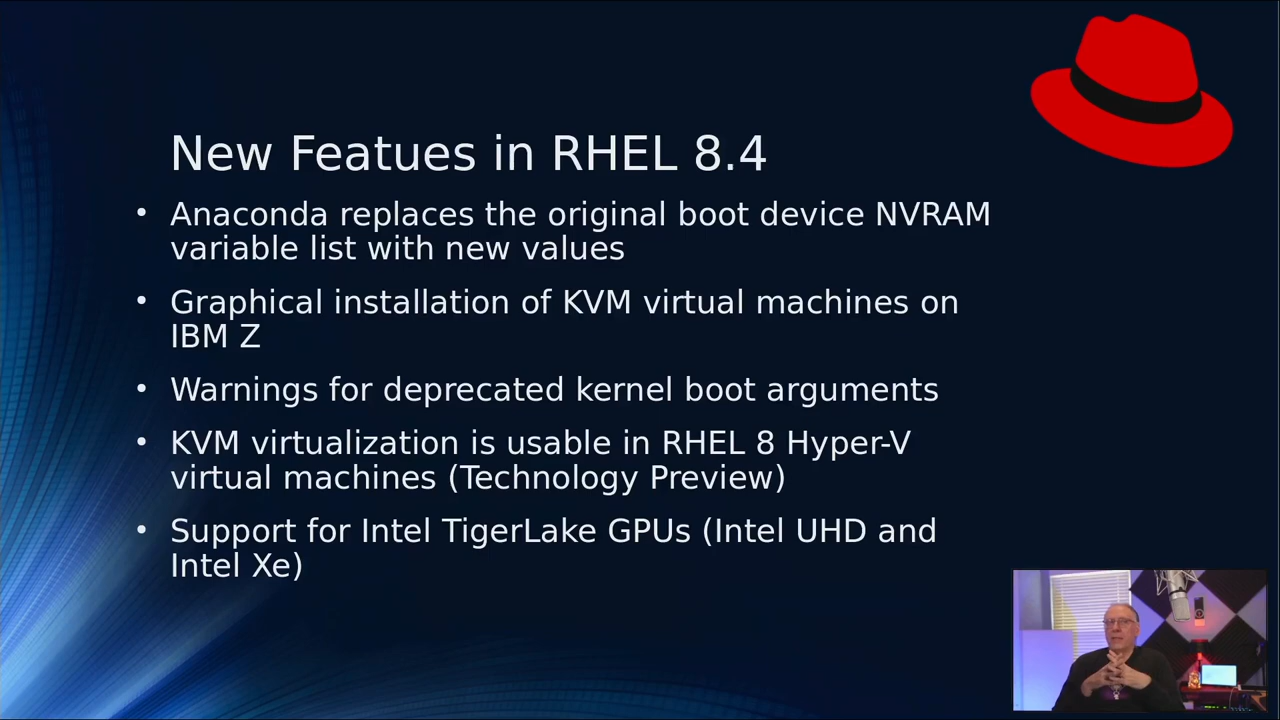 New Featues in RHEL 8.4
• Anaconda replaces the original boot device NVRAM
variable list with new values
• Graphical installation of KVM virtual machines on
IBM Z
• Warnings for deprecated kernel boot arguments
• KVM virtualization is usable in RHEL 8 Hyper-V
virtual machines (Technology Preview)
• Support for Intel TigerLake GPUs (Intel UHD and
Intel Xe)